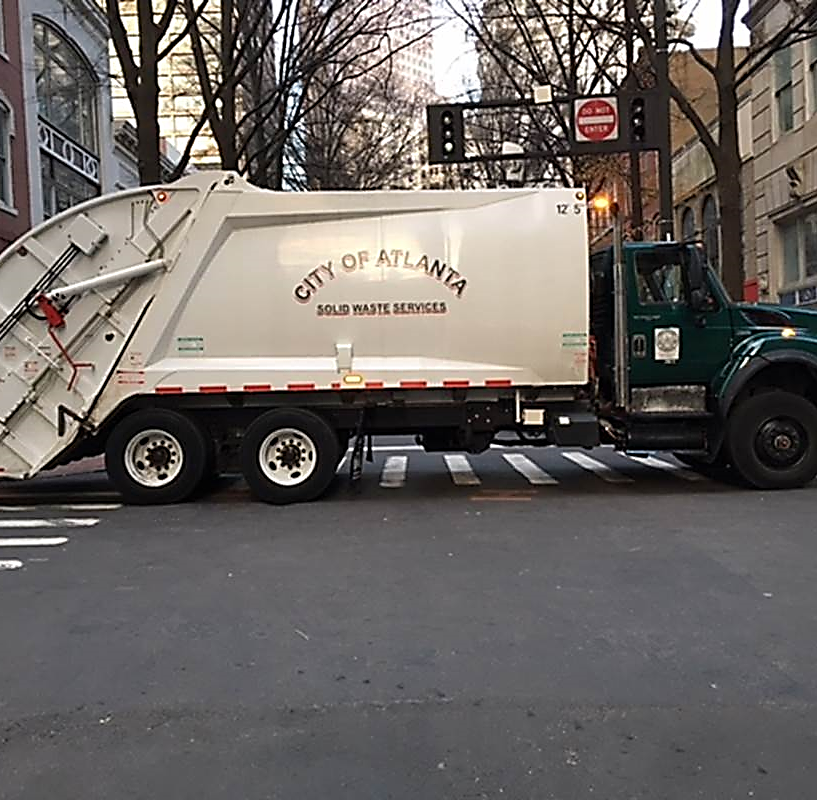 DO NOT
ENTER
12' 5"
CITY OF ATLANTA
SOLID WASTE SERVICES